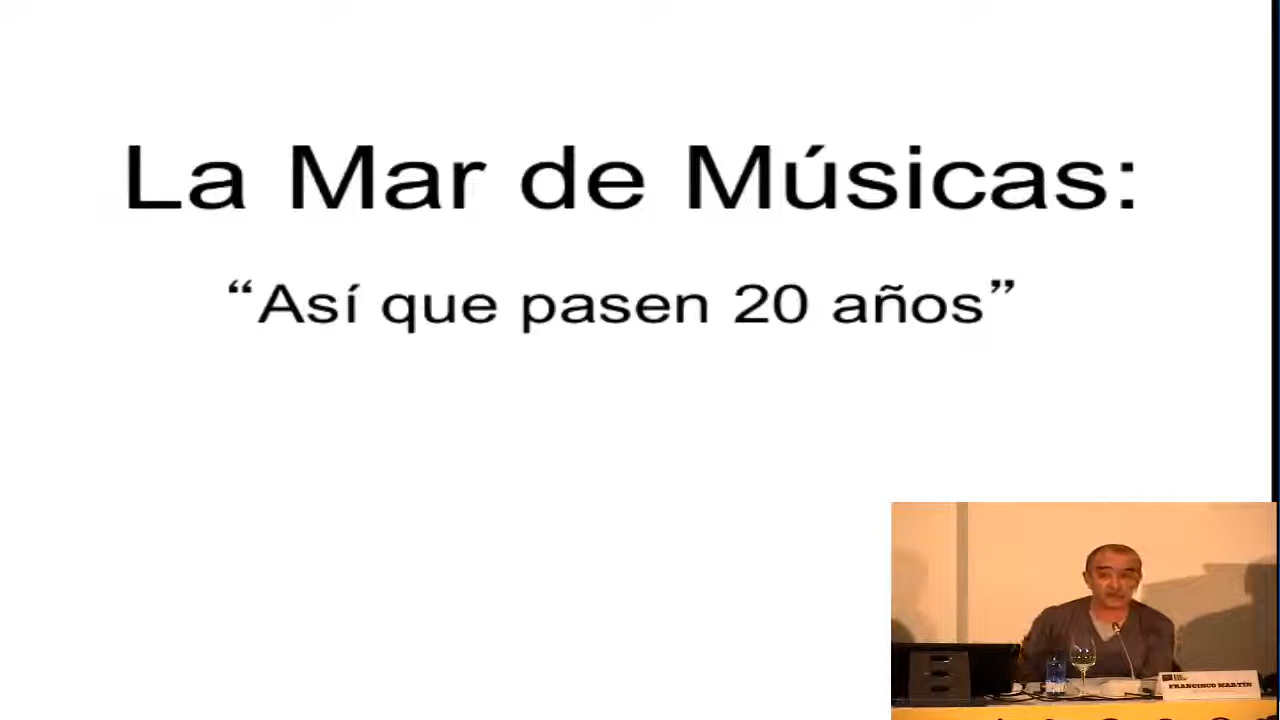 La Mar de Músicas:
“Así que pasen 20 años”
FRANCISCO MARTÍN